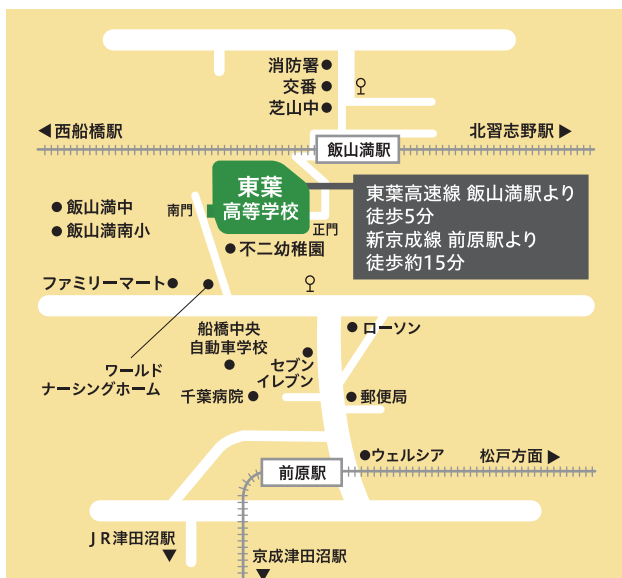 消防署
交番
芝山中
西船橋駅
北習志野駅
飯山満駅
東葉
高等学校
東葉高速線 飯山満駅より
徒歩5分
新京成線 前原駅より
徒歩約15分
飯山満中
飯山満南小
南門
正門
不二幼稚園
ファミリーマート
ワールド
ナーシングホーム
船橋中央
自動車学校
ローソン
セブン
イレブン
千葉病院
郵便局
ウェルシア
松戸方面
前原駅
JR津田沼駅
京成津田沼駅